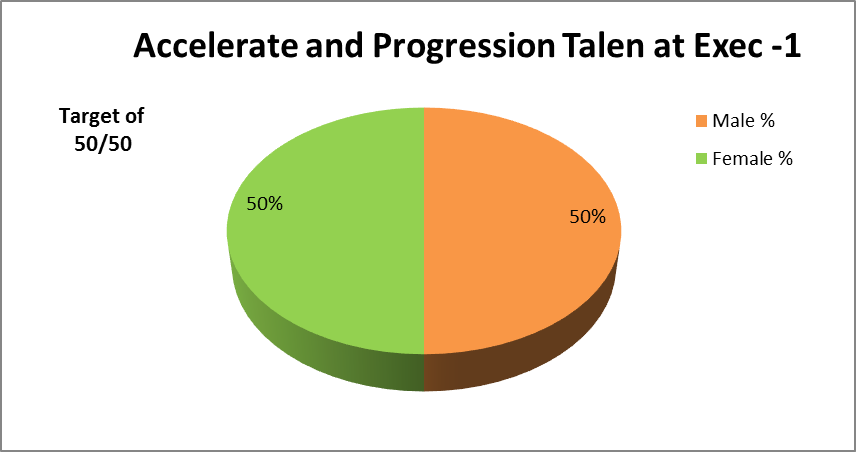 Accelerate and Progression Talen at Exec -1
Target of
50/50
Male %
Female %
50%
50%